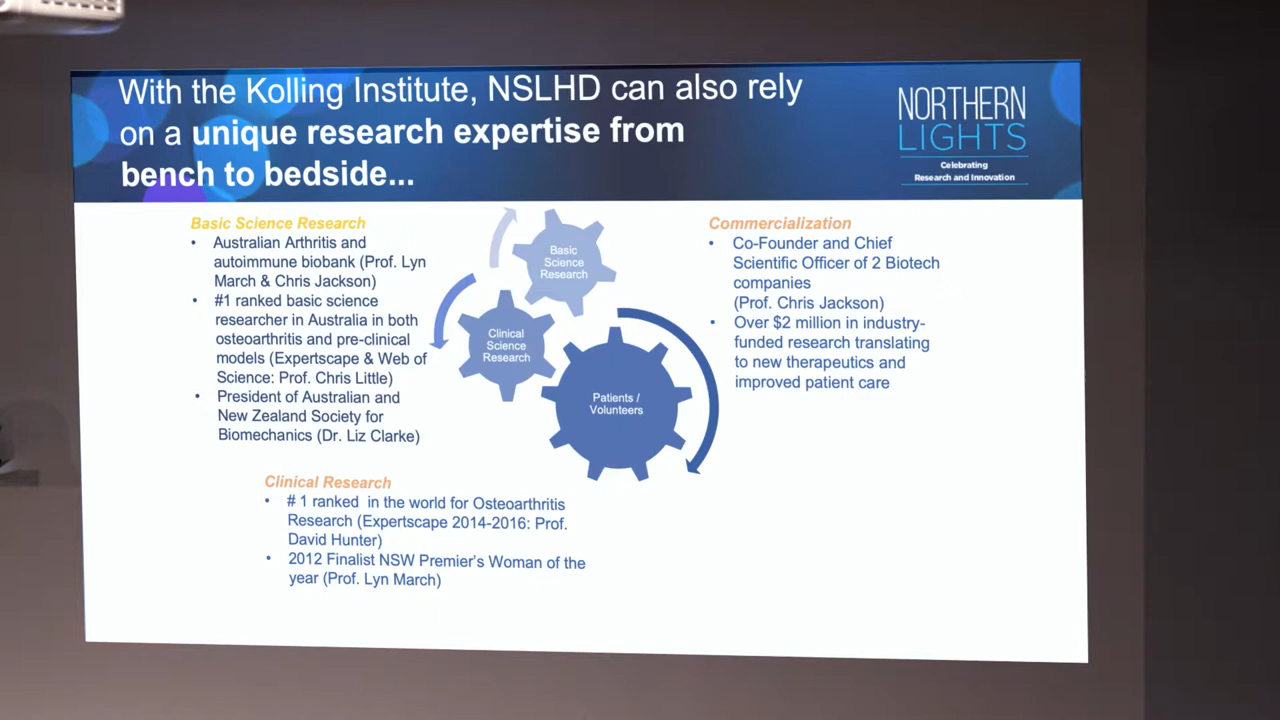 With the Kolling Institute, NSLHD can also rely
on a unique research expertise from
bench to bedside...
NORTHERN
LIGHTS
Celebrating
Research and Innovation
Basic Science Research
• Australian Arthritis and
autoimmune biobank (Prof. Lyn
March & Chris Jackson)
• #1 ranked basic science
researcher in Australia in both
osteoarthritis and pre-clinical
models (Expertscape & Web of
Science: Prof. Chris Little)
• President of Australian and
New Zealand Society for
Biomechanics (Dr. Liz Clarke)
Basic
Science
Research
Clinical
Science
Research
Patients /
Volunteers
Commercialization
• Co-Founder and Chief
Scientific Officer of 2 Biotech
companies
(Prof. Chris Jackson)
• Over $2 million in industry-
funded research translating
to new therapeutics and
improved patient care
Clinical Research
• # 1 ranked in the world for Osteoarthritis
Research (Expertscape 2014-2016: Prof.
David Hunter)
• 2012 Finalist NSW Premier's Woman of the
year (Prof. Lyn March)